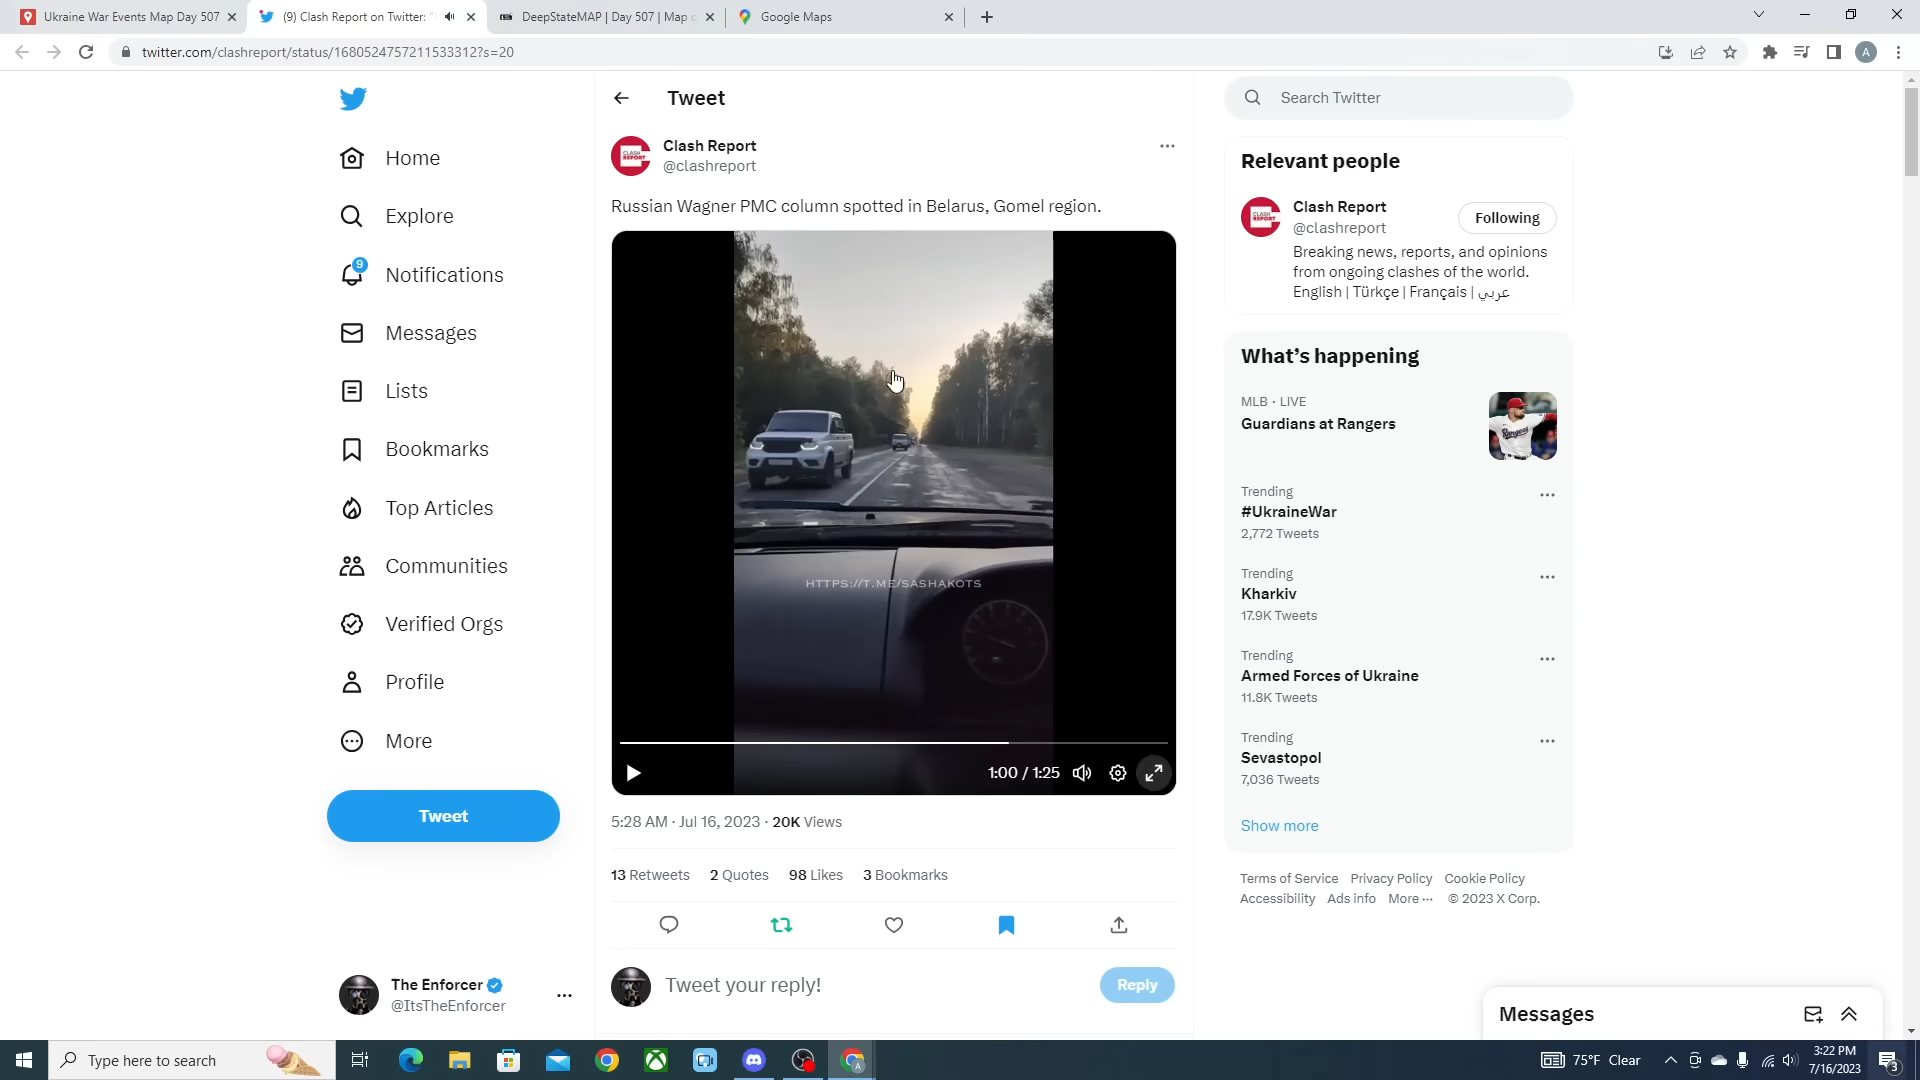 Ukraine War Events Map Day 507
(9) Clash Report on Twitter: "
DeepStateMAP | Day 507 | Map
Google Maps
twitter.com/clashreport/status/1680524757211533312?s=20
A
Tweet
Search Twitter
Clash Report
@clashreport
Russian Wagner PMC column spotted in Belarus, Gomel region.
Home
Explore
9
Notifications
Messages
Lists
Bookmarks
Top Articles
Communities
Verified Orgs
Profile
More
Tweet
The Enforcer
@ItsTheEnforcer
CLASH REPORT
HTTPS://T.ME/SASHAKOTS
1:00 / 1:25
5:28 AM · Jul 16, 2023 · 20K Views
13 Retweets 2 Quotes 98 Likes 3 Bookmarks
Tweet your reply!
Reply
Relevant people
CLASH REPORT
Clash Report
@clashreport
Following
Breaking news, reports, and opinions
from ongoing clashes of the world.
English | Türkçe | Français | عربي
What's happening
MLB · LIVE
Guardians at Rangers
Rangers
Trending
#UkraineWar
2,772 Tweets
Trending
Kharkiv
17.9K Tweets
Trending
Armed Forces of Ukraine
11.8K Tweets
Trending
Sevastopol
7,036 Tweets
Show more
Terms of Service Privacy Policy Cookie Policy
Accessibility Ads info More ··· © 2023 X Corp.
Messages
Type here to search
75°F Clear
3:22 PM
7/16/2023
3